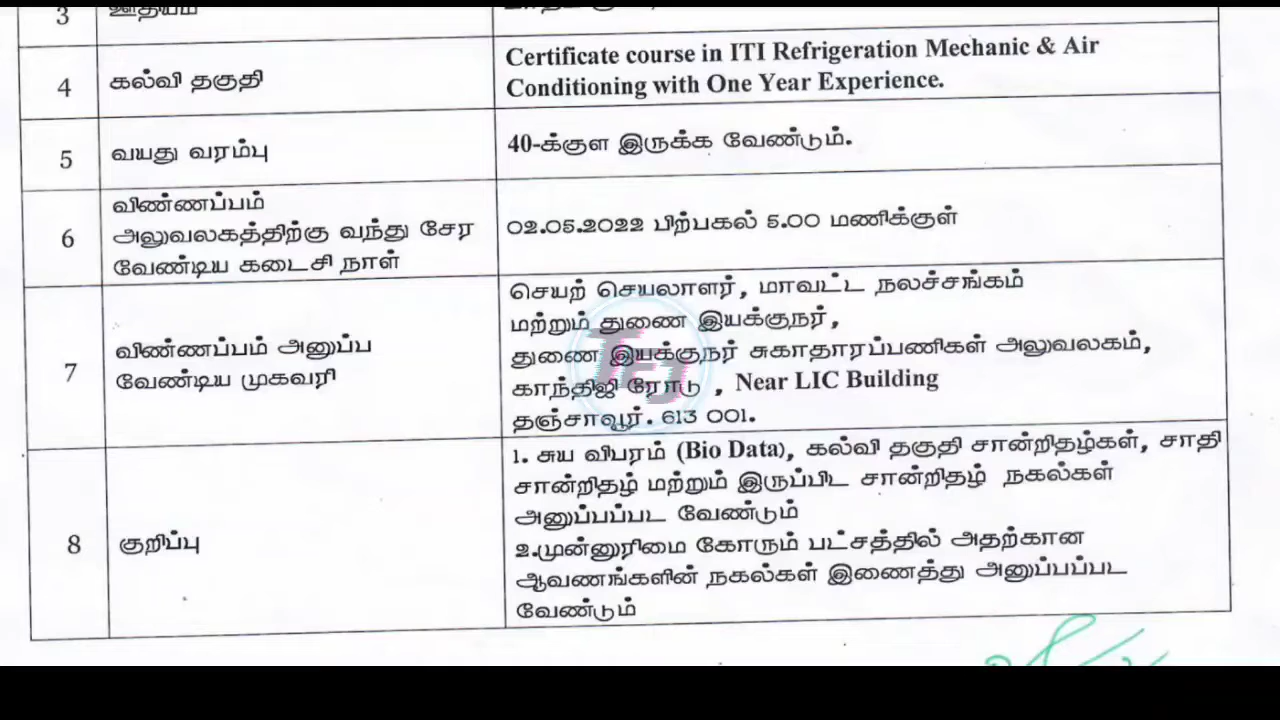 3 ஊதியம்
4 கல்வி தகுதி
Certificate course in ITI Refrigeration Mechanic & Air
Conditioning with One Year Experience.
5 வயது வரம்பு
40-க்குள இருக்க வேண்டும்.
6 விண்ணப்பம்
அலுவலகத்திற்கு வந்து சேர
வேண்டிய கடைசி நாள்
02.05.2022 பிற்பகல் 5.00 மணிக்குள்
7 விண்ணப்பம் அனுப்ப
வேண்டிய முகவரி
செயற் செயலாளர், மாவட்ட நலச்சங்கம்
மற்றும் துணை இயக்குநர்,
துணை இயக்குநர் சுகாதாரப்பணிகள் அலுவலகம்,
காந்திஜி ரோடு , Near LIC Building
தஞ்சாவூர். 613 001.
TEJ
8 குறிப்பு
1. சுய விபரம் (Bio Data), கல்வி தகுதி சான்றிதழ்கள், சாதி
சான்றிதழ் மற்றும் இருப்பிட சான்றிதழ் நகல்கள்
அனுப்பப்பட வேண்டும்
2.முன்னுரிமை கோரும் பட்சத்தில் அதற்கான
ஆவணங்களின் நகல்கள் இணைத்து அனுப்பப்பட
வேண்டும்